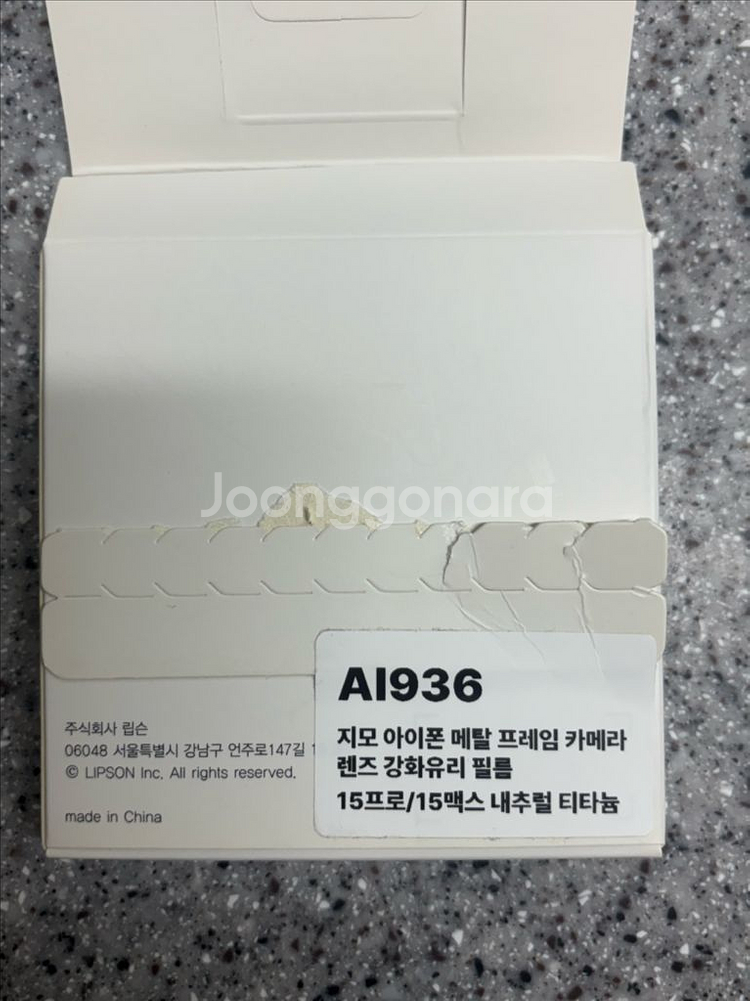 Joonggonara
AI936
지모 아이폰 메탈 프레임 카메라
렌즈 강화유리 필름
15프로/15맥스 내추럴 티타늄
주식회사 립슨
06048 서울특별시 강남구 언주로147길
© LIPSON Inc. All rights reserved.
made in China